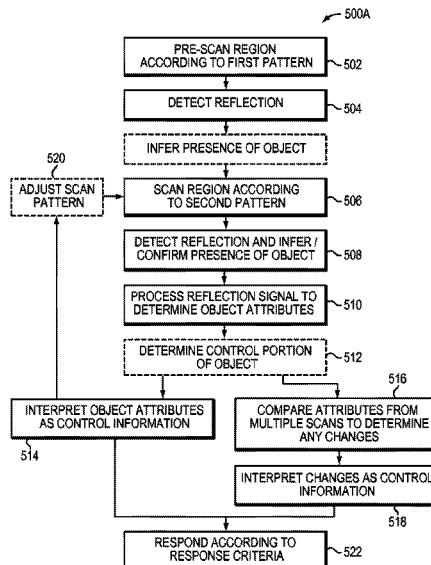 500A
PRE-SCAN REGION
ACCORDING TO FIRST PATTERN
502
DETECT REFLECTION
504
INFER PRESENCE OF OBJECT
520
ADJUST SCAN
PATTERN
SCAN REGION ACCORDING
TO SECOND PATTERN
506
DETECT REFLECTION AND INFER /
CONFIRM PRESENCE OF OBJECT
508
PROCESS REFLECTION SIGNAL TO
DETERMINE OBJECT ATTRIBUTES
510
DETERMINE CONTROL PORTION
OF OBJECT
512
INTERPRET OBJECT ATTRIBUTES
AS CONTROL INFORMATION
514
516
COMPARE ATTRIBUTES FROM
MULTIPLE SCANS TO DETERMINE
ANY CHANGES
INTERPRET CHANGES AS CONTROL
INFORMATION
518
RESPOND ACCORDING TO
RESPONSE CRITERIA
522